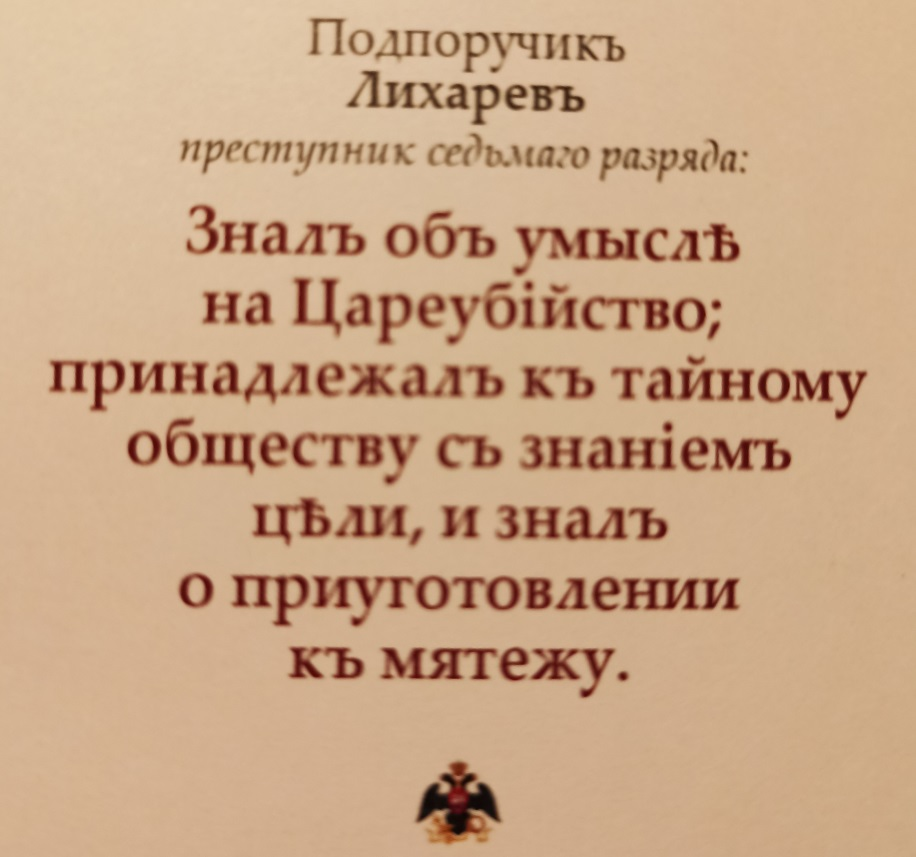 Подпоручикъ
Лихаревъ
преступник седьмаго разряда:
Зналъ объ умыслѣ
на Цареубійство;
принадлежалъ къ тайному
обществу съ знаніемъ
цѣли, и зналъ
о приуготовлении
къ мятежу.